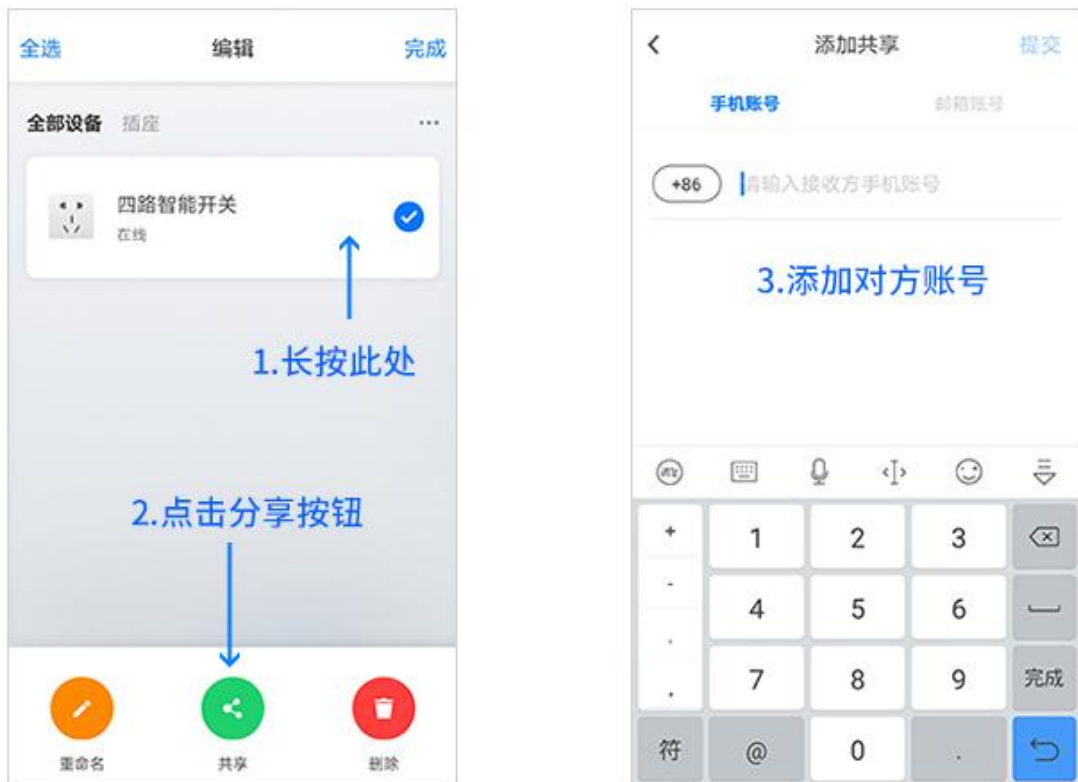 全选 编辑 完成
全部设备 插座 ...
四路智能开关
在线
1.长按此处
2.点击分享按钮
重命名 共享 删除
添加共享 提交
手机账号 邮箱账号
+86 请输入接收方手机账号
3.添加对方账号
+ 1 2 3
- 4 5 6
. 7 8 9 完成
,
符 @ 0 .